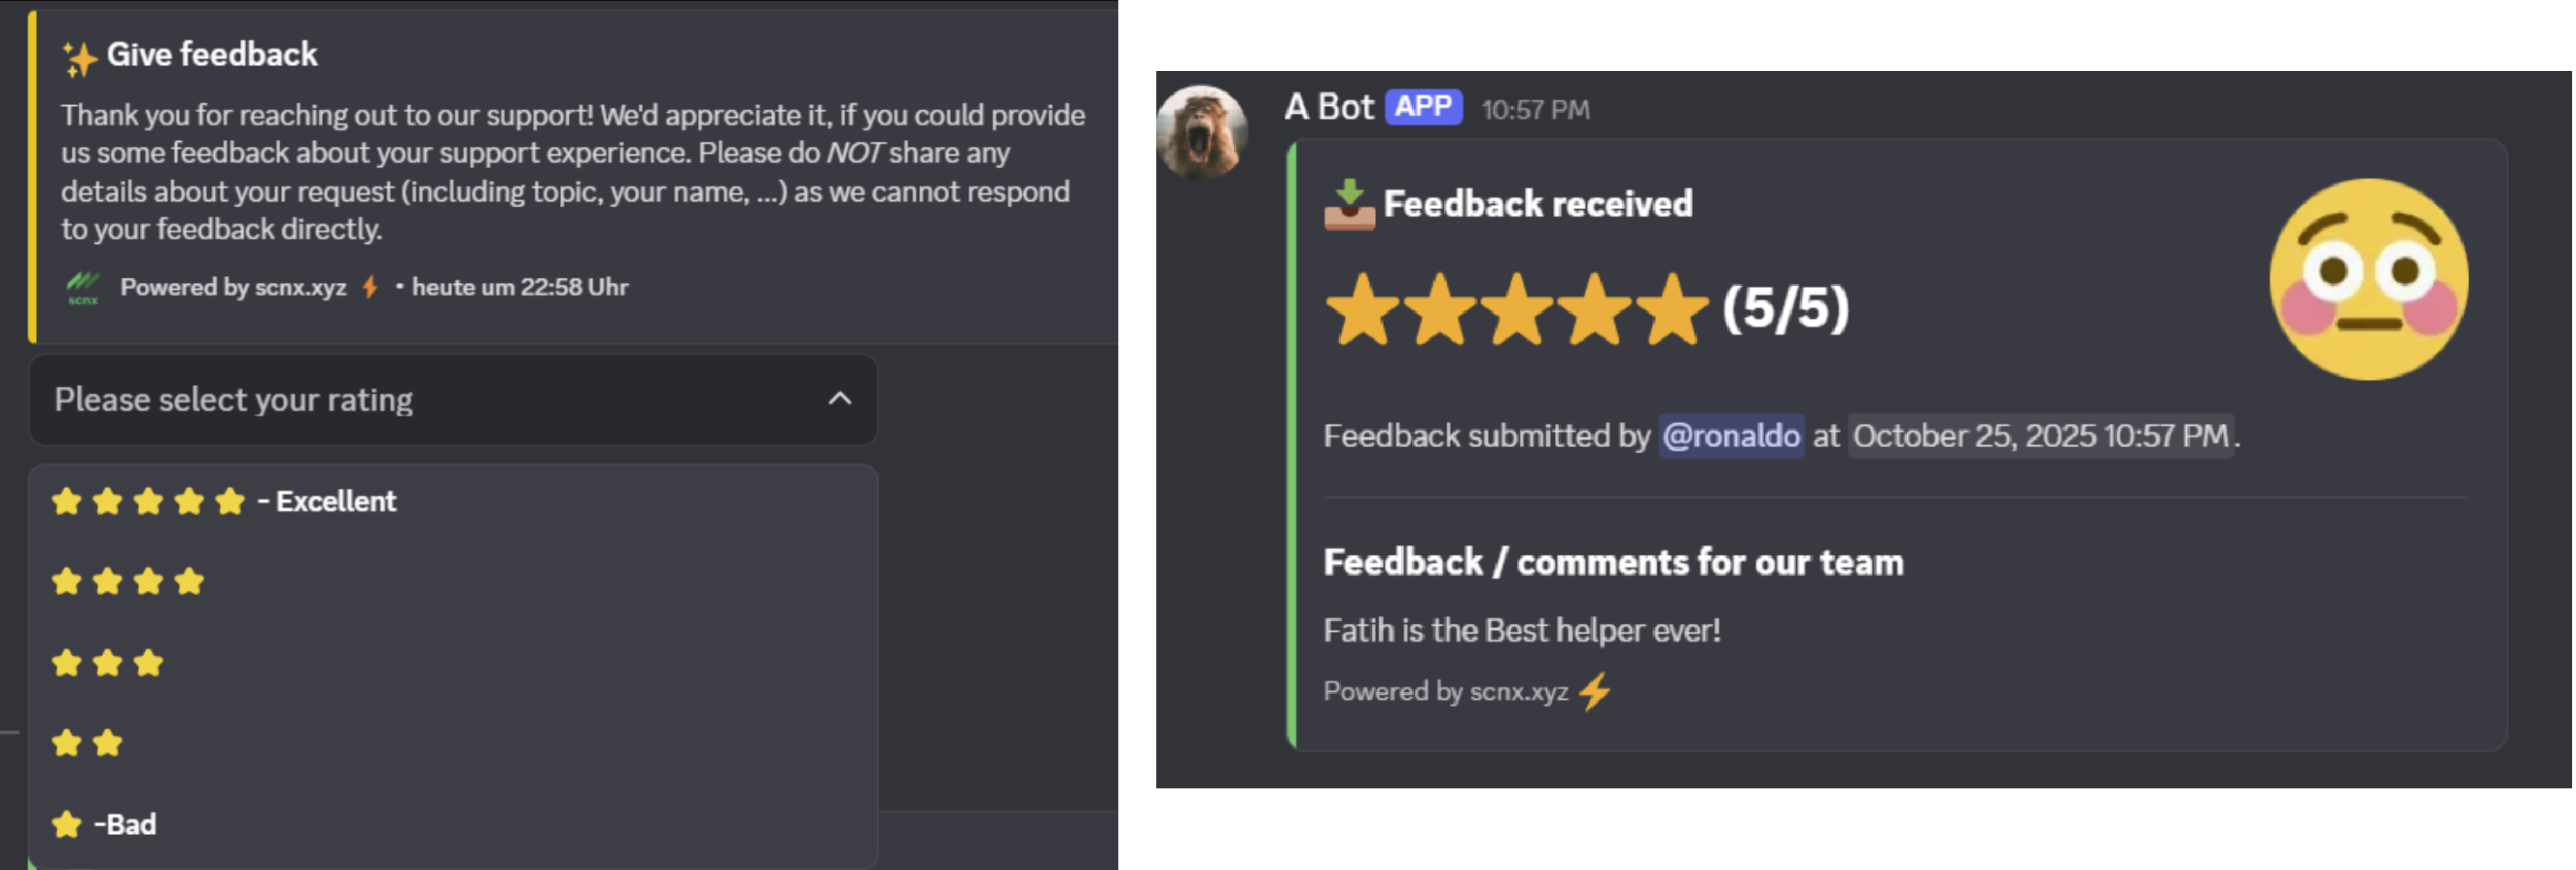 Give feedback
Thank you for reaching out to our support! We'd appreciate it, if you could provide
us some feedback about your support experience. Please do NOT share any
details about your request (including topic, your name, ...) as we cannot respond
to your feedback directly.
scnx Powered by scnx.xyz • heute um 22:58 Uhr
Please select your rating
- Excellent
-Bad
A Bot APP 10:57 PM
Feedback received
(5/5)
Feedback submitted by @ronaldo at October 25, 2025 10:57 PM.
Feedback / comments for our team
Fatih is the Best helper ever!
Powered by scnx.xyz